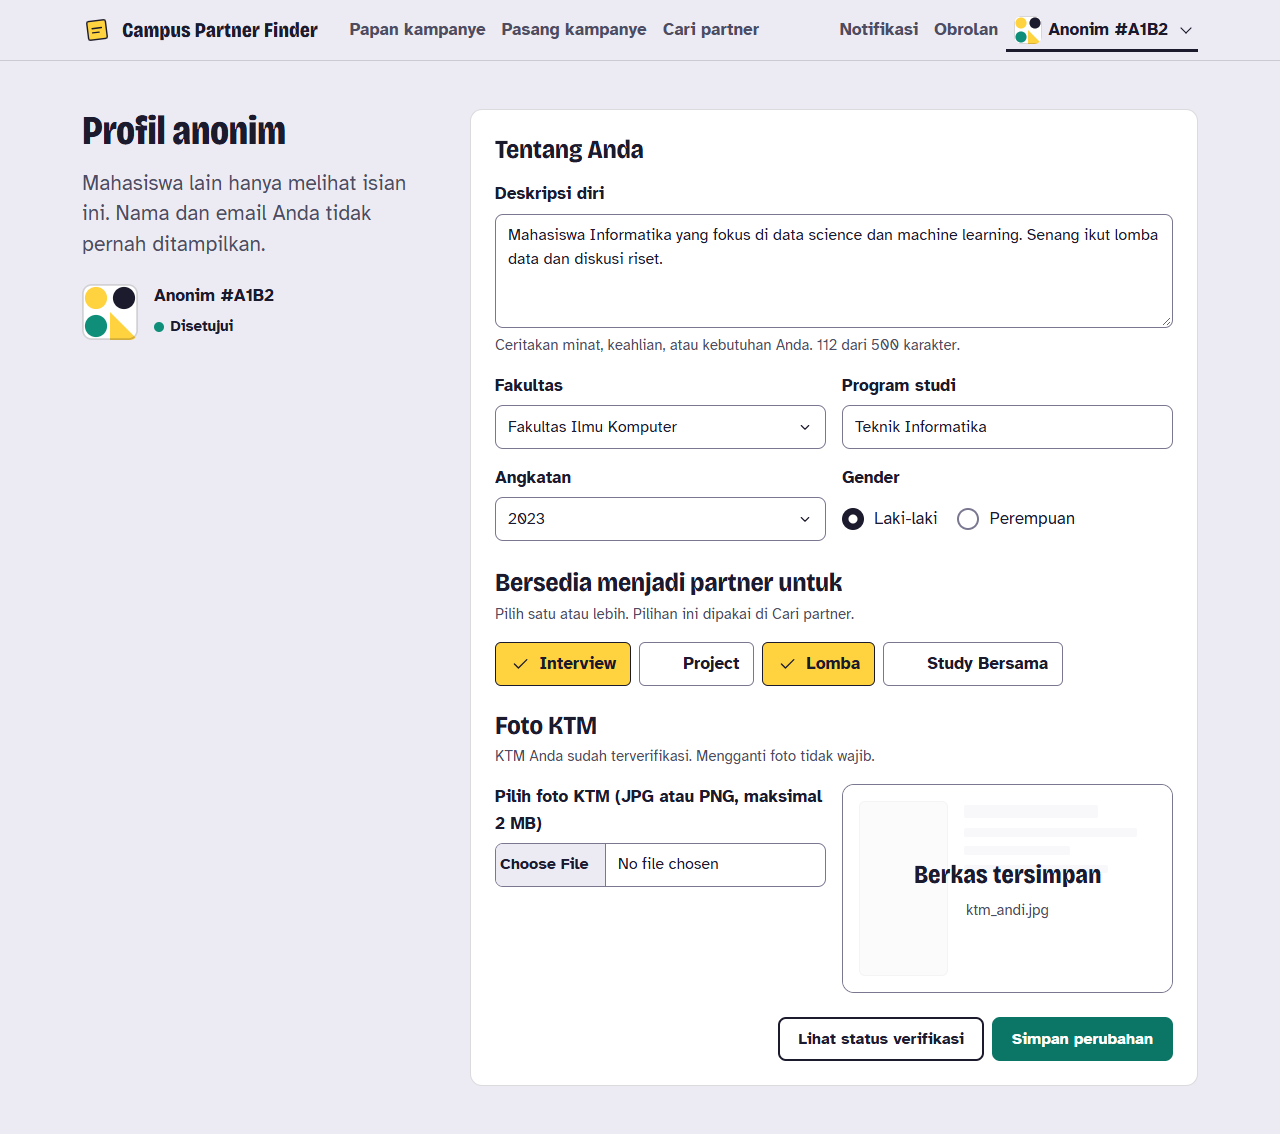 Campus Partner Finder
Papan kampanye
Pasang kampanye
Cari partner
Notifikasi
Obrolan
Anonim #A1B2
Profil anonim
Mahasiswa lain hanya melihat isian
ini. Nama dan email Anda tidak
pernah ditampilkan.
Anonim #A1B2
Disetujui
Tentang Anda
Deskripsi diri
Mahasiswa Informatika yang fokus di data science dan machine learning. Senang ikut lomba
data dan diskusi riset.
Ceritakan minat, keahlian, atau kebutuhan Anda. 112 dari 500 karakter.
Fakultas
Fakultas Ilmu Komputer
Program studi
Teknik Informatika
Angkatan
2023
Gender
Laki-laki
Perempuan
Bersedia menjadi partner untuk
Pilih satu atau lebih. Pilihan ini dipakai di Cari partner.
Interview
Project
Lomba
Study Bersama
Foto KTM
KTM Anda sudah terverifikasi. Mengganti foto tidak wajib.
Pilih foto KTM (JPG atau PNG, maksimal
2 MB)
Choose File
No file chosen
Berkas tersimpan
ktm_andi.jpg
Lihat status verifikasi
Simpan perubahan